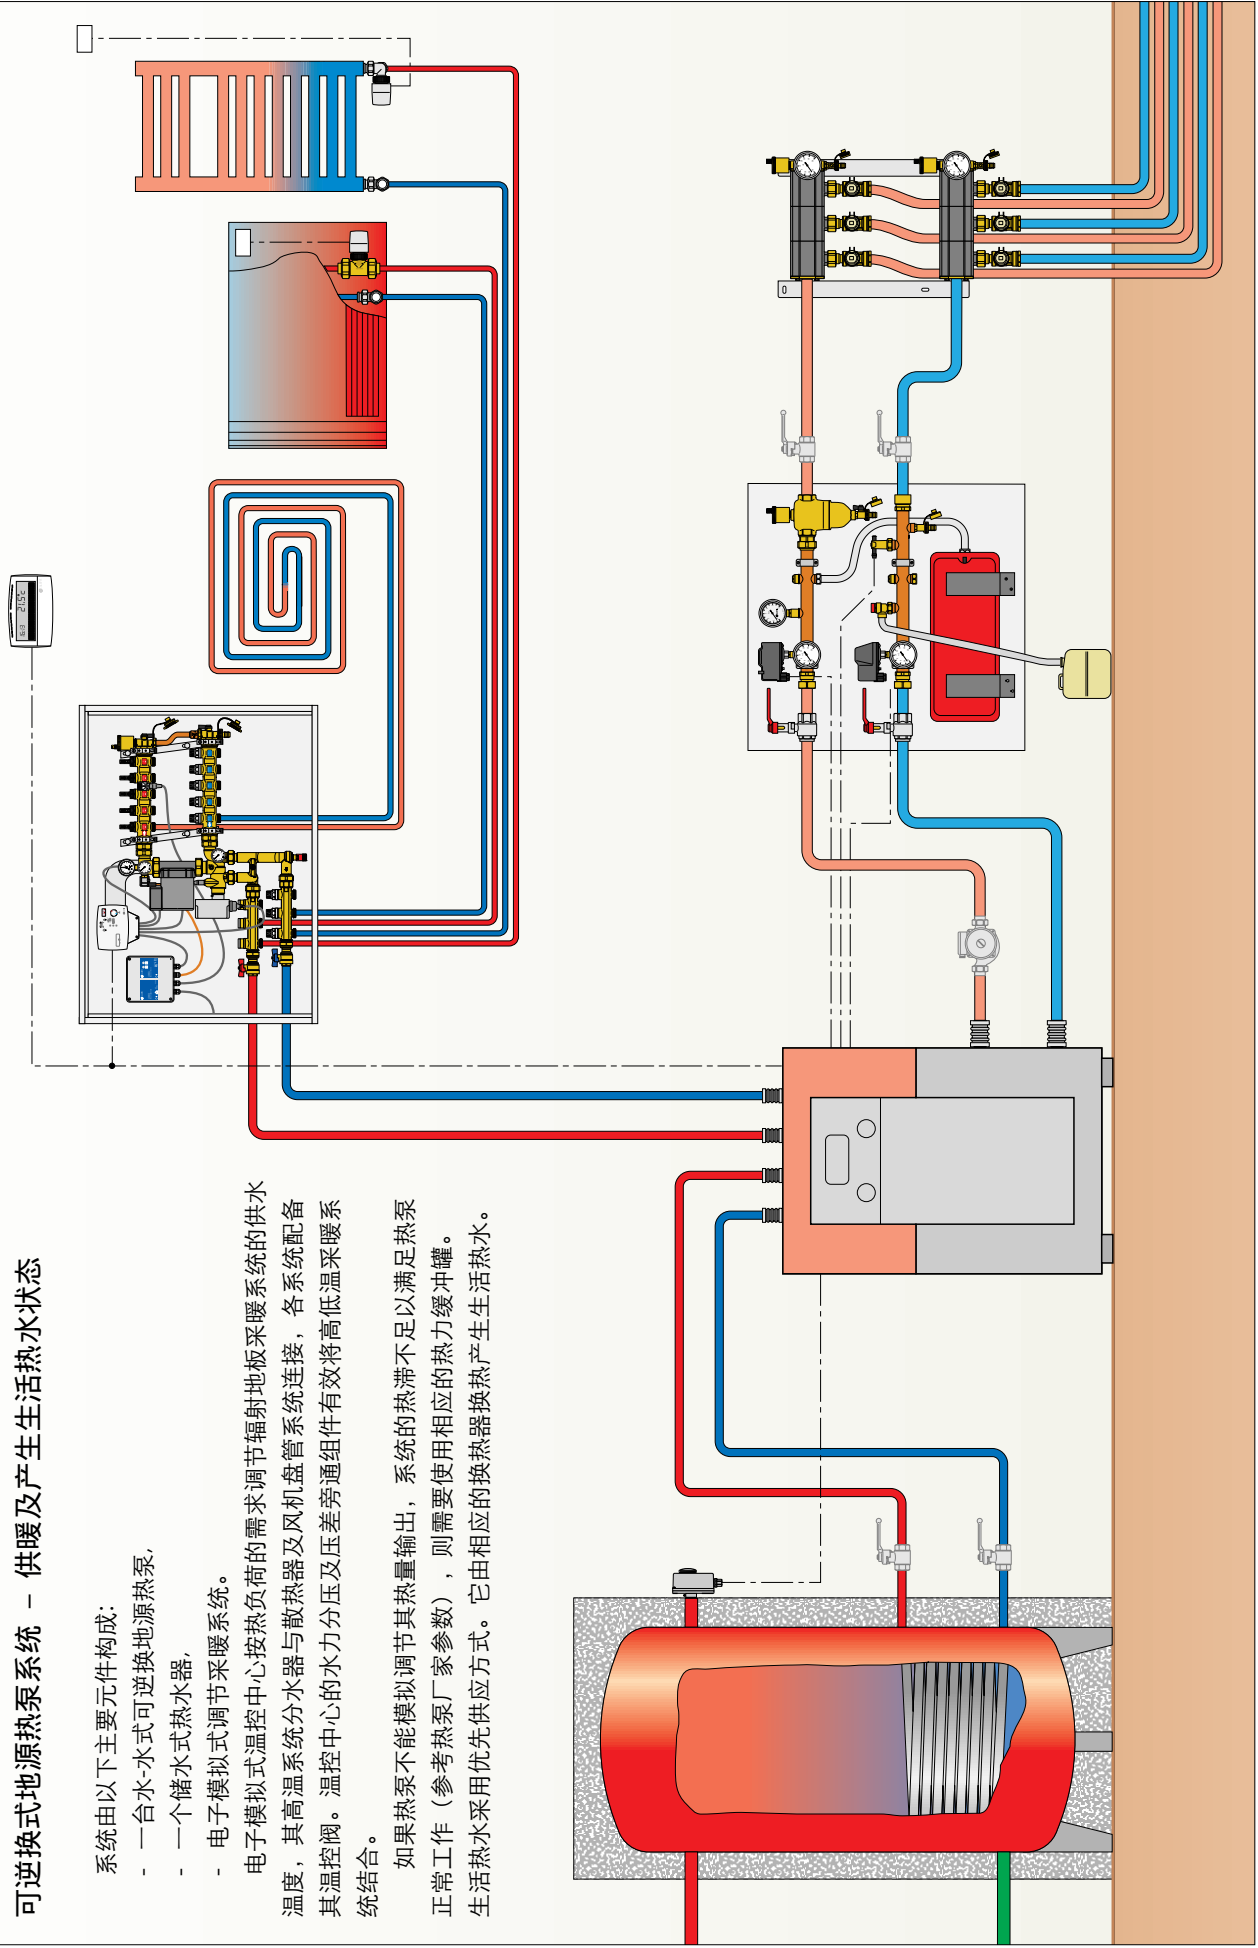 可逆换式地源热泵系统 – 供暖及产生生活热水状态
系统由以下主要元件构成：
- 一台水-水式可逆换地源热泵,
- 一个储水式热水器,
- 电子模拟式调节采暖系统。
电子模拟式温控中心按热负荷的需求调节辐射地板采暖系统的供水
温度，其高温系统分水器与散热器及风机盘管系统连接，各系统配备
其温控阀。温控中心的水力分压及压差旁通组件有效将高低温采暖系
统结合。
如果热泵不能模拟调节其热量输出，系统的热滞不足以满足热泵
正常工作（参考热泵厂家参数），则需要使用相应的热力缓冲罐。
生活热水采用优先供应方式。它由相应的换热器换热产生生活热水。